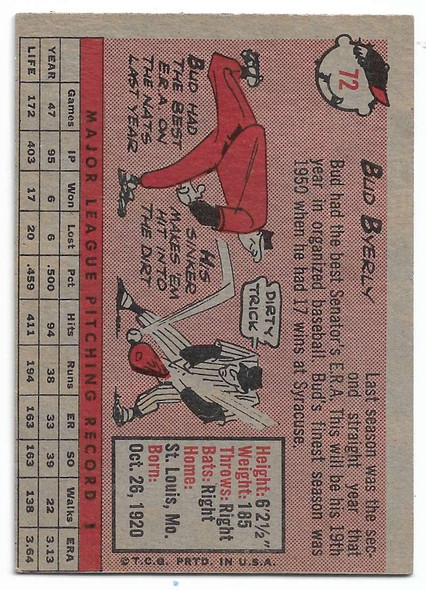 72
BUD BYERLY
Last season was the sec-
ond straight year that
Bud had the best Senator's E.R.A. This will be his 19th
year in organized baseball. Bud's finest season was
1950 when he had 17 wins at Syracuse.
BUD HAD
THE BEST
ERA ON
THE NATS
LAST YEAR
HIS
SINKER
MAKES 'EM
HIT INTO
THE DIRT
DIRTY
TRICK
Height: 6'2½"
Weight: 185
Throws: Right
Bats: Right
Home:
St. Louis, Mo.
Born:
Oct. 26, 1920
© T.C.G. PRTD. IN U.S.A.
MAJOR LEAGUE PITCHING RECORD
Games IP Won Lost Pct Hits Runs ER SO Walks ERA
YEAR 47 95 6 6 .500 94 38 33 39 22 3.13
LIFE 172 403 17 20 .459 411 194 163 163 138 3.64